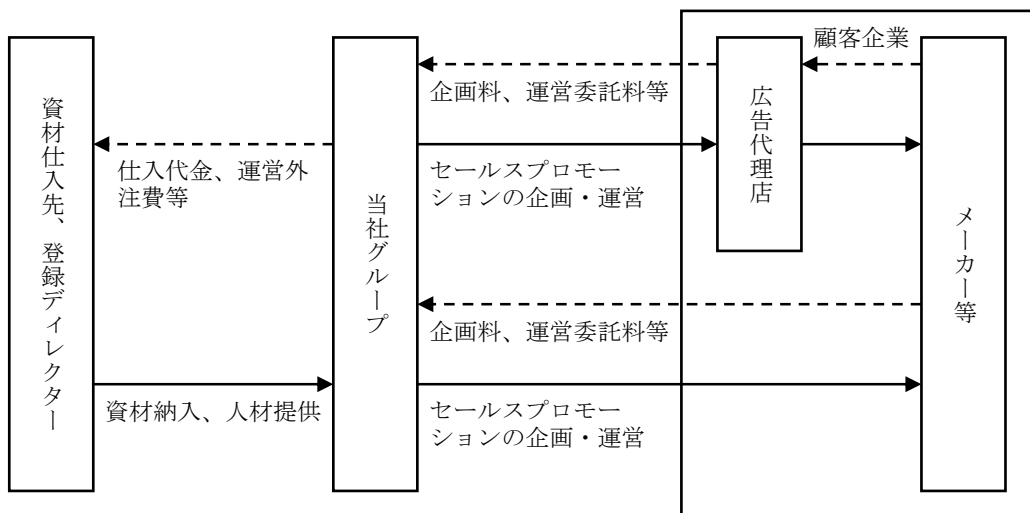 資材仕入先、登録ディレクター
仕入代金、運営外
注費等
資材納入、人材提供
当社グループ
企画料、運営委託料等
セールスプロモー
ションの企画・運営
企画料、運営委託料等
セールスプロモー
ションの企画・運営
広告代理店
顧客企業
メーカー等